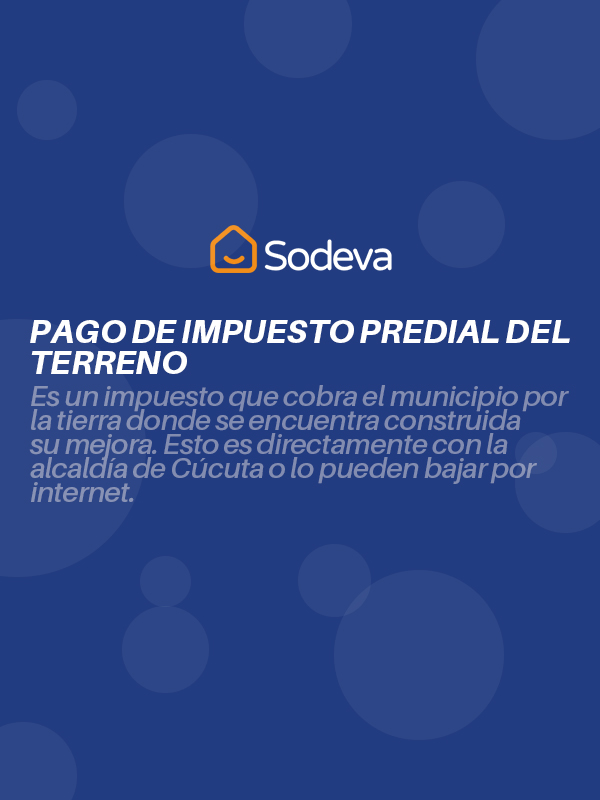 Sodeva
PAGO DE IMPUESTO PREDIAL DEL
TERRENO
Es un impuesto que cobra el municipio por
la tierra donde se encuentra construida
su mejora. Esto es directamente con la
alcaldía de Cúcuta o lo pueden bajar por
internet.